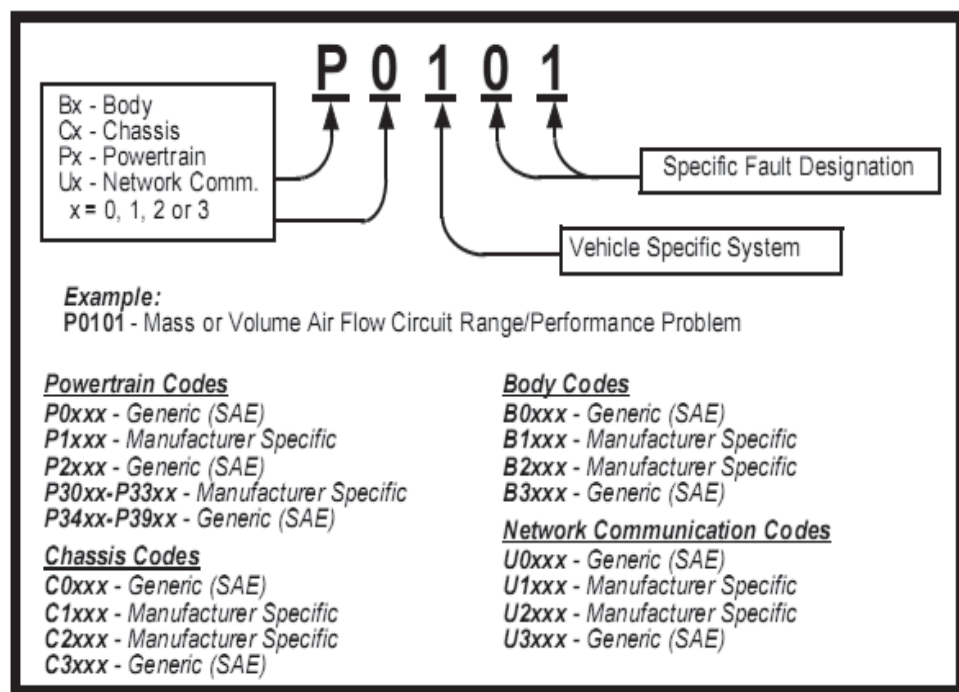 P 0 1 0 1
Bx - Body
Cx - Chassis
Px - Powertrain
Ux - Network Comm.
x = 0, 1, 2 or 3
Specific Fault Designation
Vehicle Specific System
Example:
P0101 - Mass or Volume Air Flow Circuit Range/Performance Problem
Powertrain Codes
P0xxx - Generic (SAE)
P1xxx - Manufacturer Specific
P2xxx - Generic (SAE)
P30xx-P33xx - Manufacturer Specific
P34xx-P39xx - Generic (SAE)
Chassis Codes
C0xxx - Generic (SAE)
C1xxx - Manufacturer Specific
C2xxx - Manufacturer Specific
C3xxx - Generic (SAE)
Body Codes
B0xxx - Generic (SAE)
B1xxx - Manufacturer Specific
B2xxx - Manufacturer Specific
B3xxx - Generic (SAE)
Network Communication Codes
U0xxx - Generic (SAE)
U1xxx - Manufacturer Specific
U2xxx - Manufacturer Specific
U3xxx - Generic (SAE)